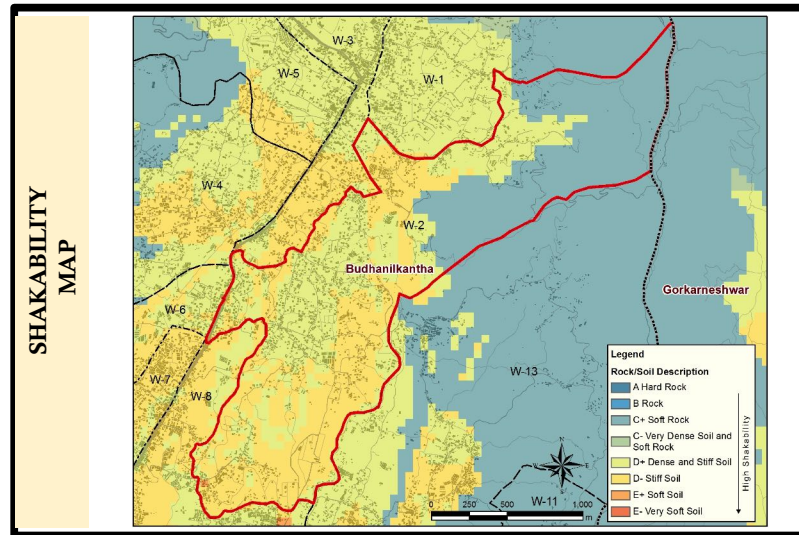 SHAKABILITY
MAP
W-3
W-5
W-1
W-4
W-2
Budhanilkantha
Gorkarneshwar
W-6
W-7
W-8
W-13
W-11
Legend
Rock/Soil Description
A Hard Rock
B Rock
C+ Soft Rock
C- Very Dense Soil and
Soft Rock
D+ Dense and Stiff Soil
D- Stiff Soil
E+ Soft Soil
E- Very Soft Soil
High Shakability
N
0 250 500 1,000
m